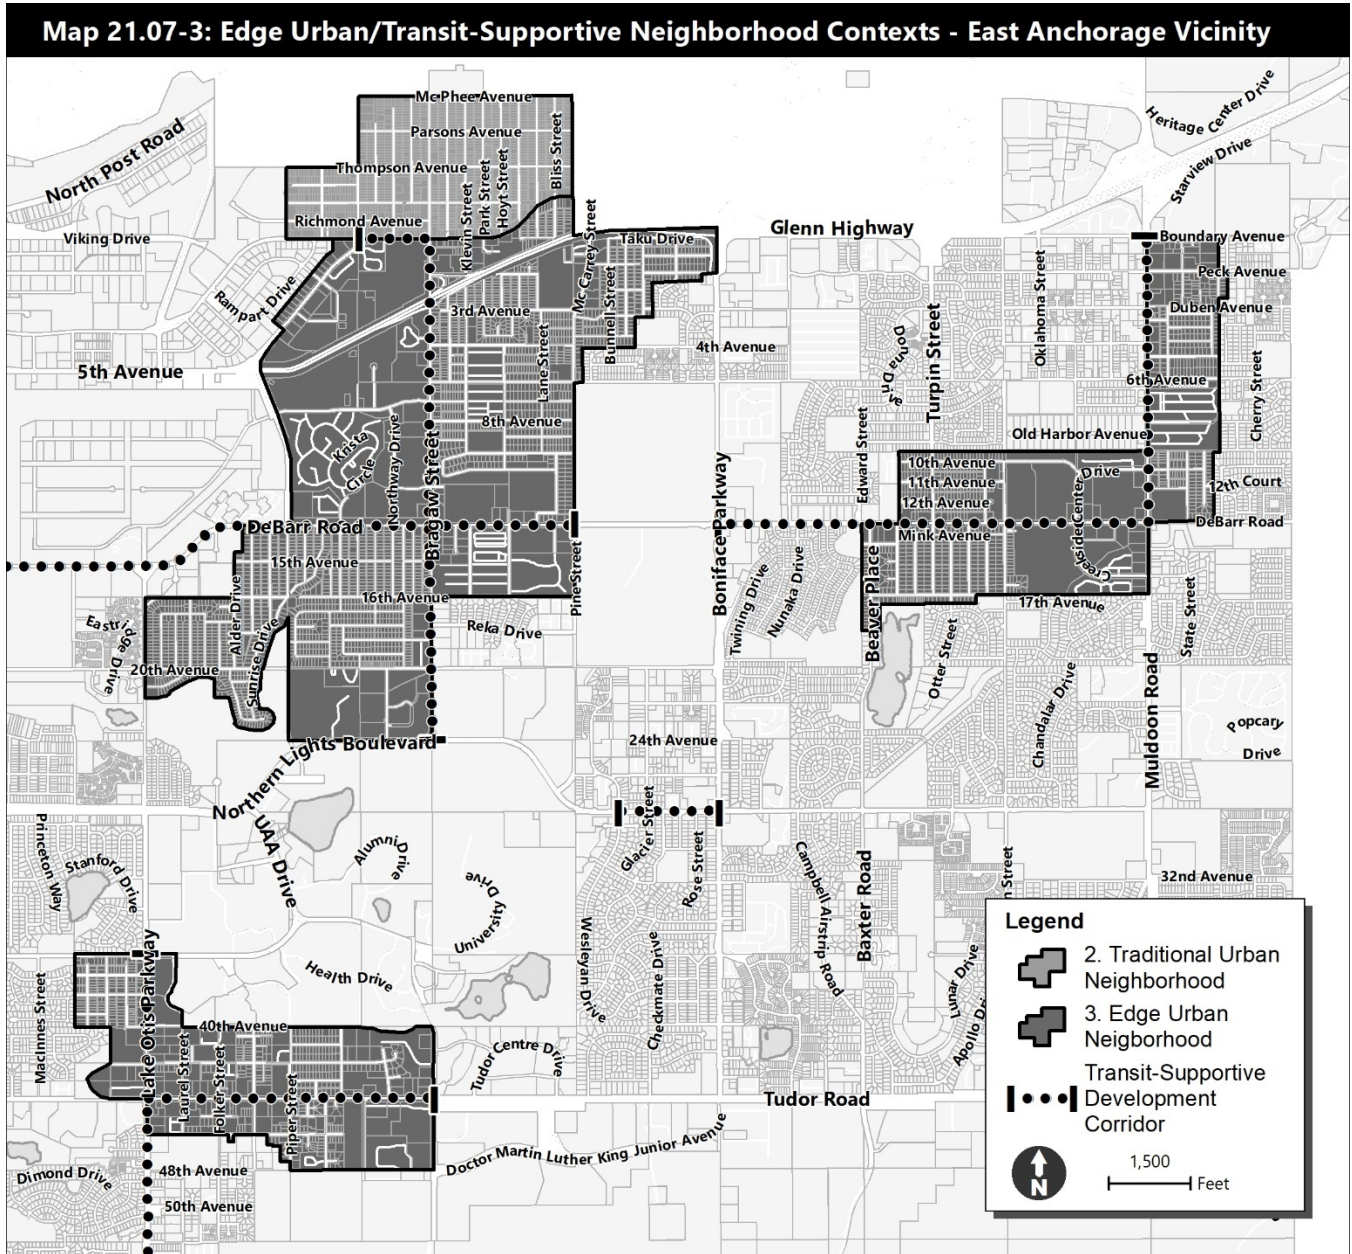 Map 21.07-3: Edge Urban/Transit-Supportive Neighborhood Contexts - East Anchorage Vicinity
Mc Phee Avenue
Heritage Center Drive
Parsons Avenue
North Post Road
Starview Drive
Bliss Street
Thompson Avenue
Klevin Street
Park Street
Hoyt Street
Richmond Avenue
Mc Carrey Street
Viking Drive
Taku Drive
Glenn Highway
Boundary Avenue
Peck Avenue
Rampart Drive
Bunnell Street
Oklahoma Street
Duben Avenue
3rd Avenue
Turpin Street
Donna Drive
4th Avenue
Lane Street
5th Avenue
6th Avenue
Cherry Street
8th Avenue
Krista Circle
Northway Drive
Bragaw Street
Edward Street
Old Harbor Avenue
10th Avenue
11th Avenue
12th Avenue
Creekside Center Drive
12th Court
Boniface Parkway
DeBarr Road
DeBarr Road
Mink Avenue
15th Avenue
Pine Street
16th Avenue
Alder Drive
Twining Drive
Nunaka Drive
Beaver Place
17th Avenue
State Street
Eastridge Drive
Reka Drive
Sunrise Drive
Otter Street
20th Avenue
Chandalar Drive
Muldoon Road
Popcary
Drive
24th Avenue
Northern Lights Boulevard
Princeton Way
Stanford Drive
UAA Drive
Alumni Drive
Glacier Street
Rose Street
Campbell Airstrip Road
Baxter Road
n Street
32nd Avenue
University Drive
Lake Otis Parkway
Health Drive
Wesleyan Drive
Checkmate Drive
Lunar Drive
Apollo D
MacInnes Street
40th Avenue
Laurel Street
Folker Street
Piper Street
Tudor Centre Drive
Tudor Road
Doctor Martin Luther King Junior Avenue
Dimond Drive
48th Avenue
50th Avenue
Legend
2. Traditional Urban
Neighborhood
3. Edge Urban
Neigborhood
Transit-Supportive
Development
Corridor
N
1,500
Feet